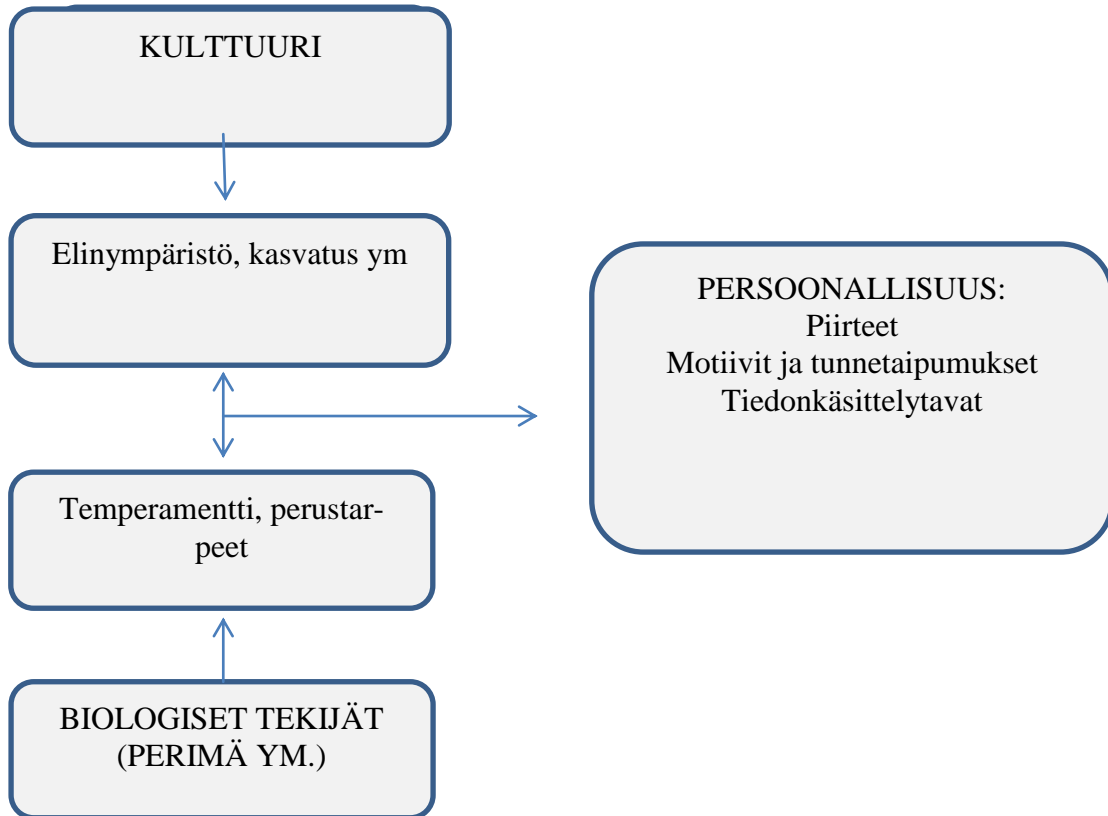 KULTTUURI
Elinympäristö, kasvatus ym
PERSOONALLISUUS:
Piirteet
Motiivit ja tunnetaipumukset
Tiedonkäsittelytavat
Temperamentti, perustar-
peet
BIOLOGISET TEKIJÄT
(PERIMÄ YM.)